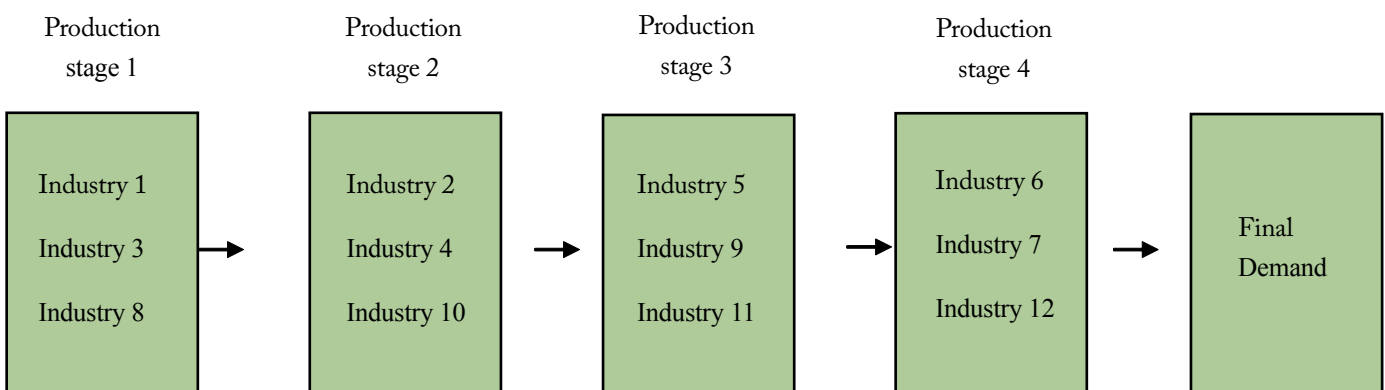 Production
stage 1
Production
stage 2
Production
stage 3
Production
stage 4
Industry 1
Industry 3
Industry 8
Industry 2
Industry 4
Industry 10
Industry 5
Industry 9
Industry 11
Industry 6
Industry 7
Industry 12
Final
Demand